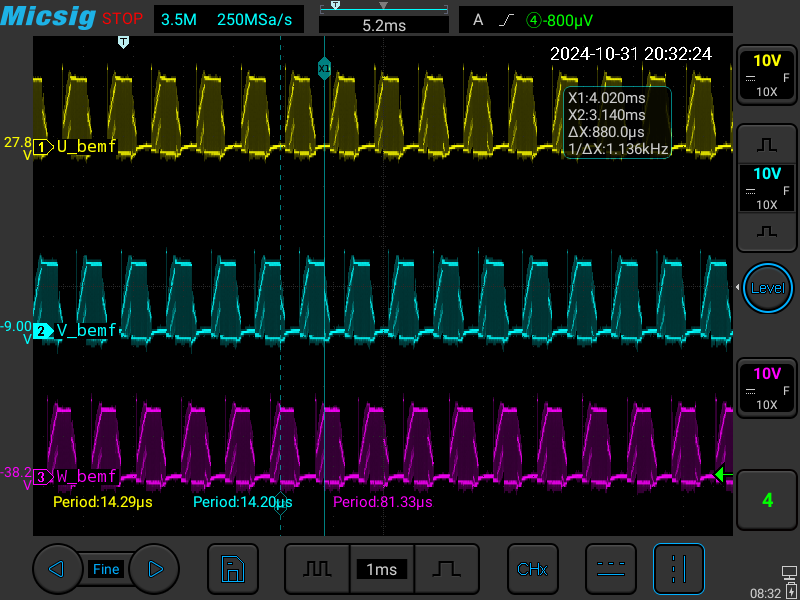 Micsig STOP 3.5M 250MSa/s T 5.2ms A ④ -800μV
T 2024-10-31 20:32:24
10V
F
10X
X1
X1:4.020ms
X2:3.140ms
ΔX:880.0μs
1/ΔX:1.136kHz
27.8 V 1 U_bemf
10V
F
10X
Level
-9.00 V 2 V_bemf
10V
F
10X
-38.2 V 3 W_bemf
Period:14.29μs Period:14.20μs Period:81.33μs
4
Fine 1ms CHx
08:32